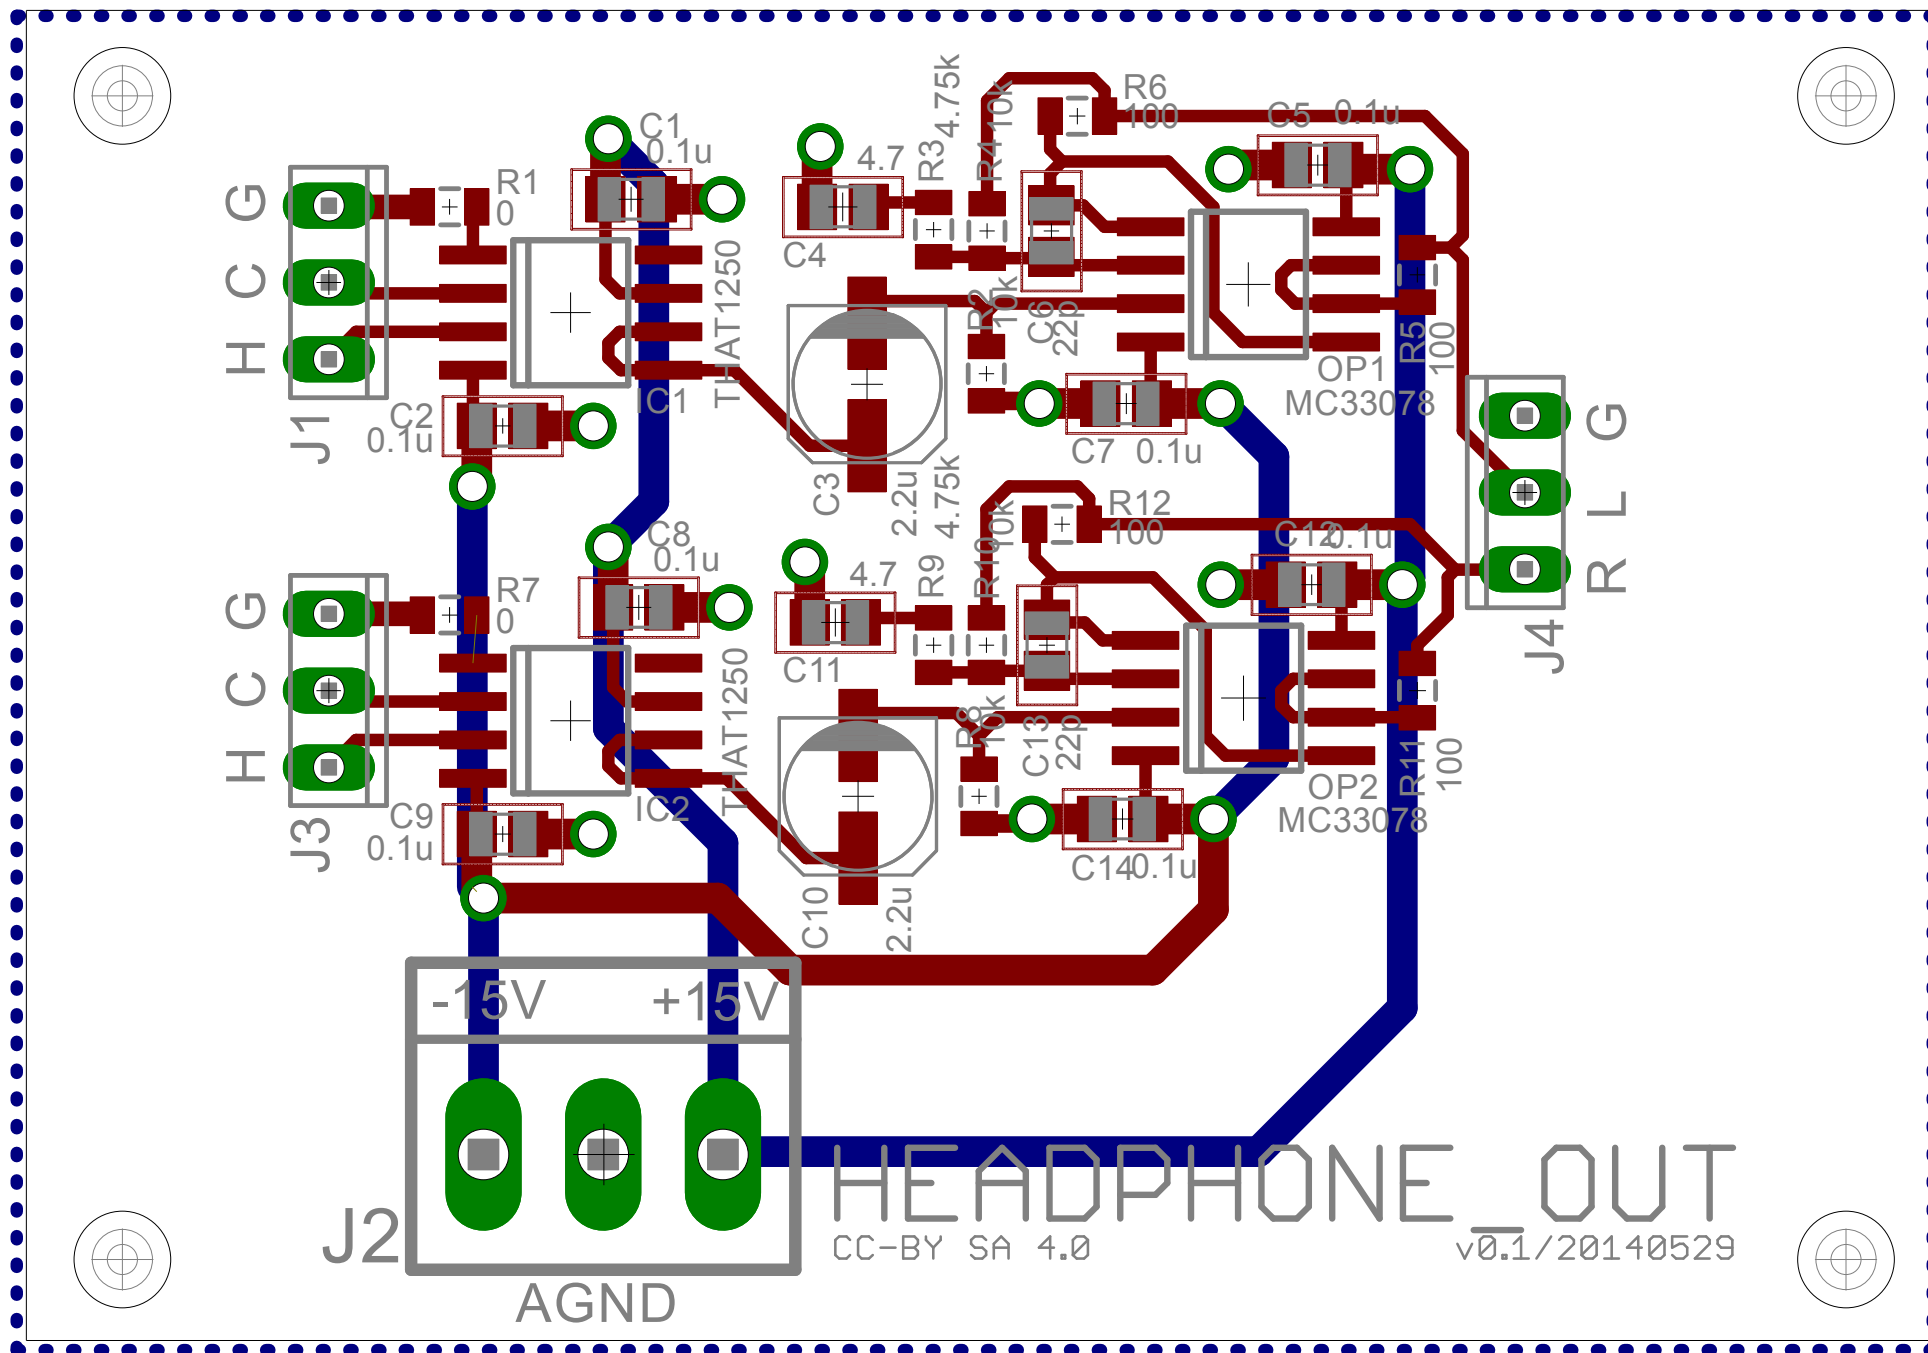 R6
100
C5
0.1u
4.75k
10k
R3
R4
C1
0.1u
4.7
C4
G
C
H
J1
R1
0
THAT1250
IC1
C2
0.1u
R2
10k
C6
22p
OP1
MC33078
R5
100
C7
0.1u
C3
2.2u
G
L
R
J4
4.75k
10k
R9
R10
R12
100
C12
0.1u
C8
0.1u
4.7
C11
G
C
H
J3
R7
0
THAT1250
IC2
C9
0.1u
R8
10k
C13
22p
OP2
MC33078
R11
100
C14
0.1u
C10
2.2u
-15V
+15V
J2
AGND
HEADPHONE_OUT
CC-BY SA 4.0
v0.1/20140529